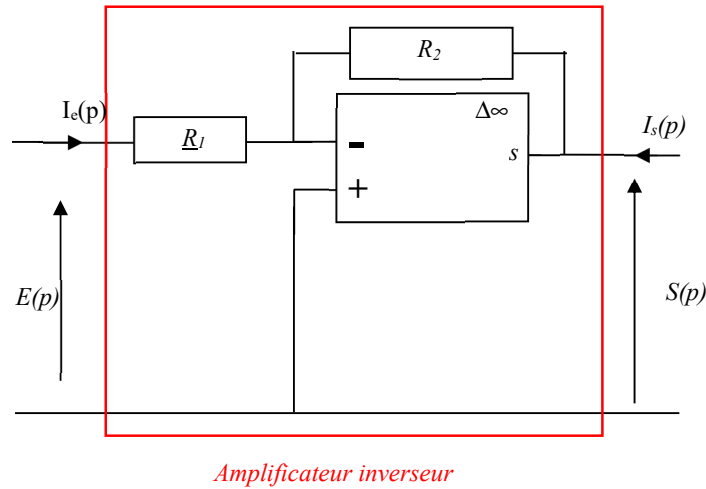 R2
Ie(p)
R1
Δ∞
Is(p)
-
s
+
E(p)
S(p)
Amplificateur inverseur